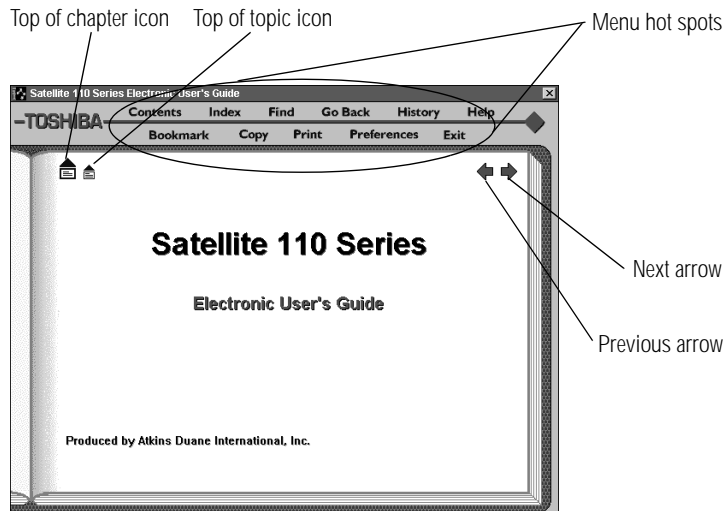 Top of chapter icon Top of topic icon Menu hot spots
Satellite 110 Series Electronic User's Guide
TOSHIBA
Contents Index Find Go Back History Help
Bookmark Copy Print Preferences Exit
Satellite 110 Series
Electronic User's Guide
Next arrow
Previous arrow
Produced by Atkins Duane International, Inc.